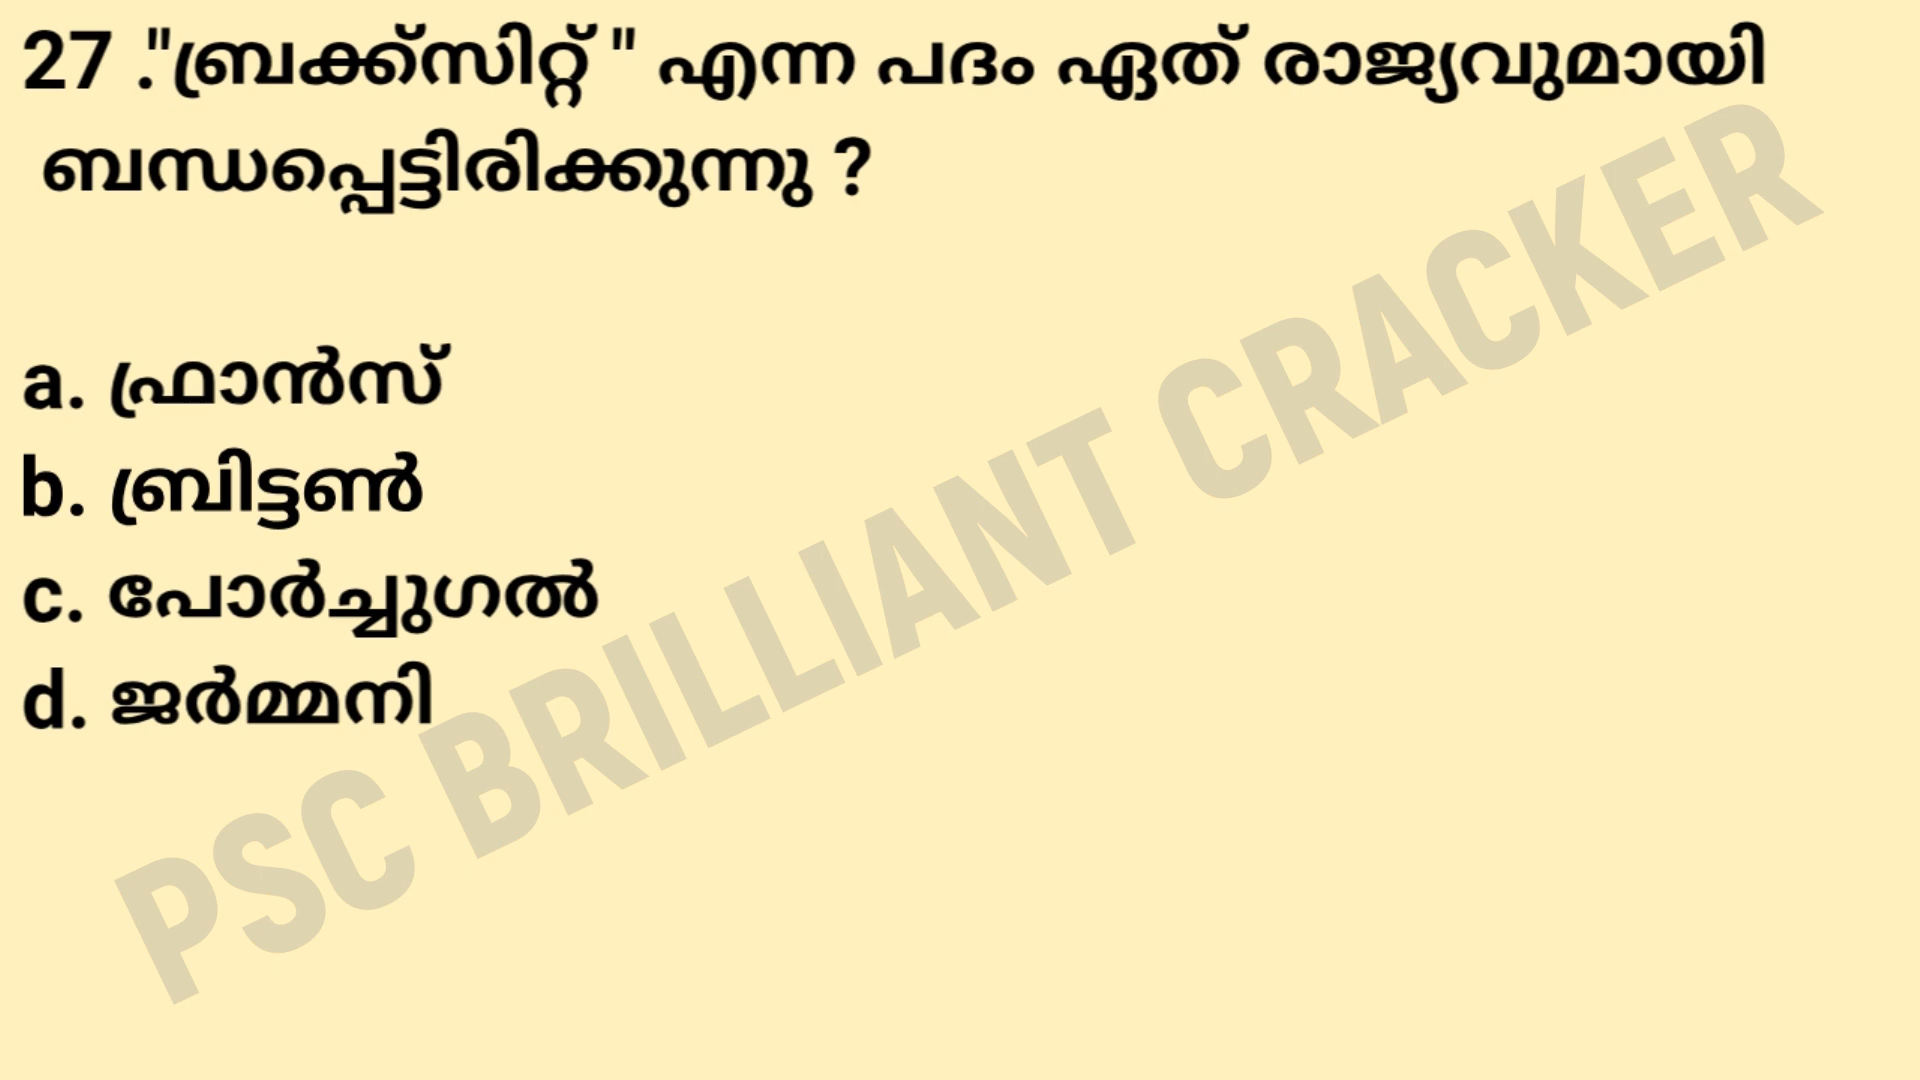 27 ."ബ്രക്ക്സിറ്റ് " എന്ന പദം ഏത് രാജ്യവുമായി
ബന്ധപ്പെട്ടിരിക്കുന്നു ?
a. ഫ്രാൻസ്
b. ബ്രിട്ടൺ
c. പോർച്ചുഗൽ
d. ജർമ്മനി
PSC BRILLIANT CRACKER